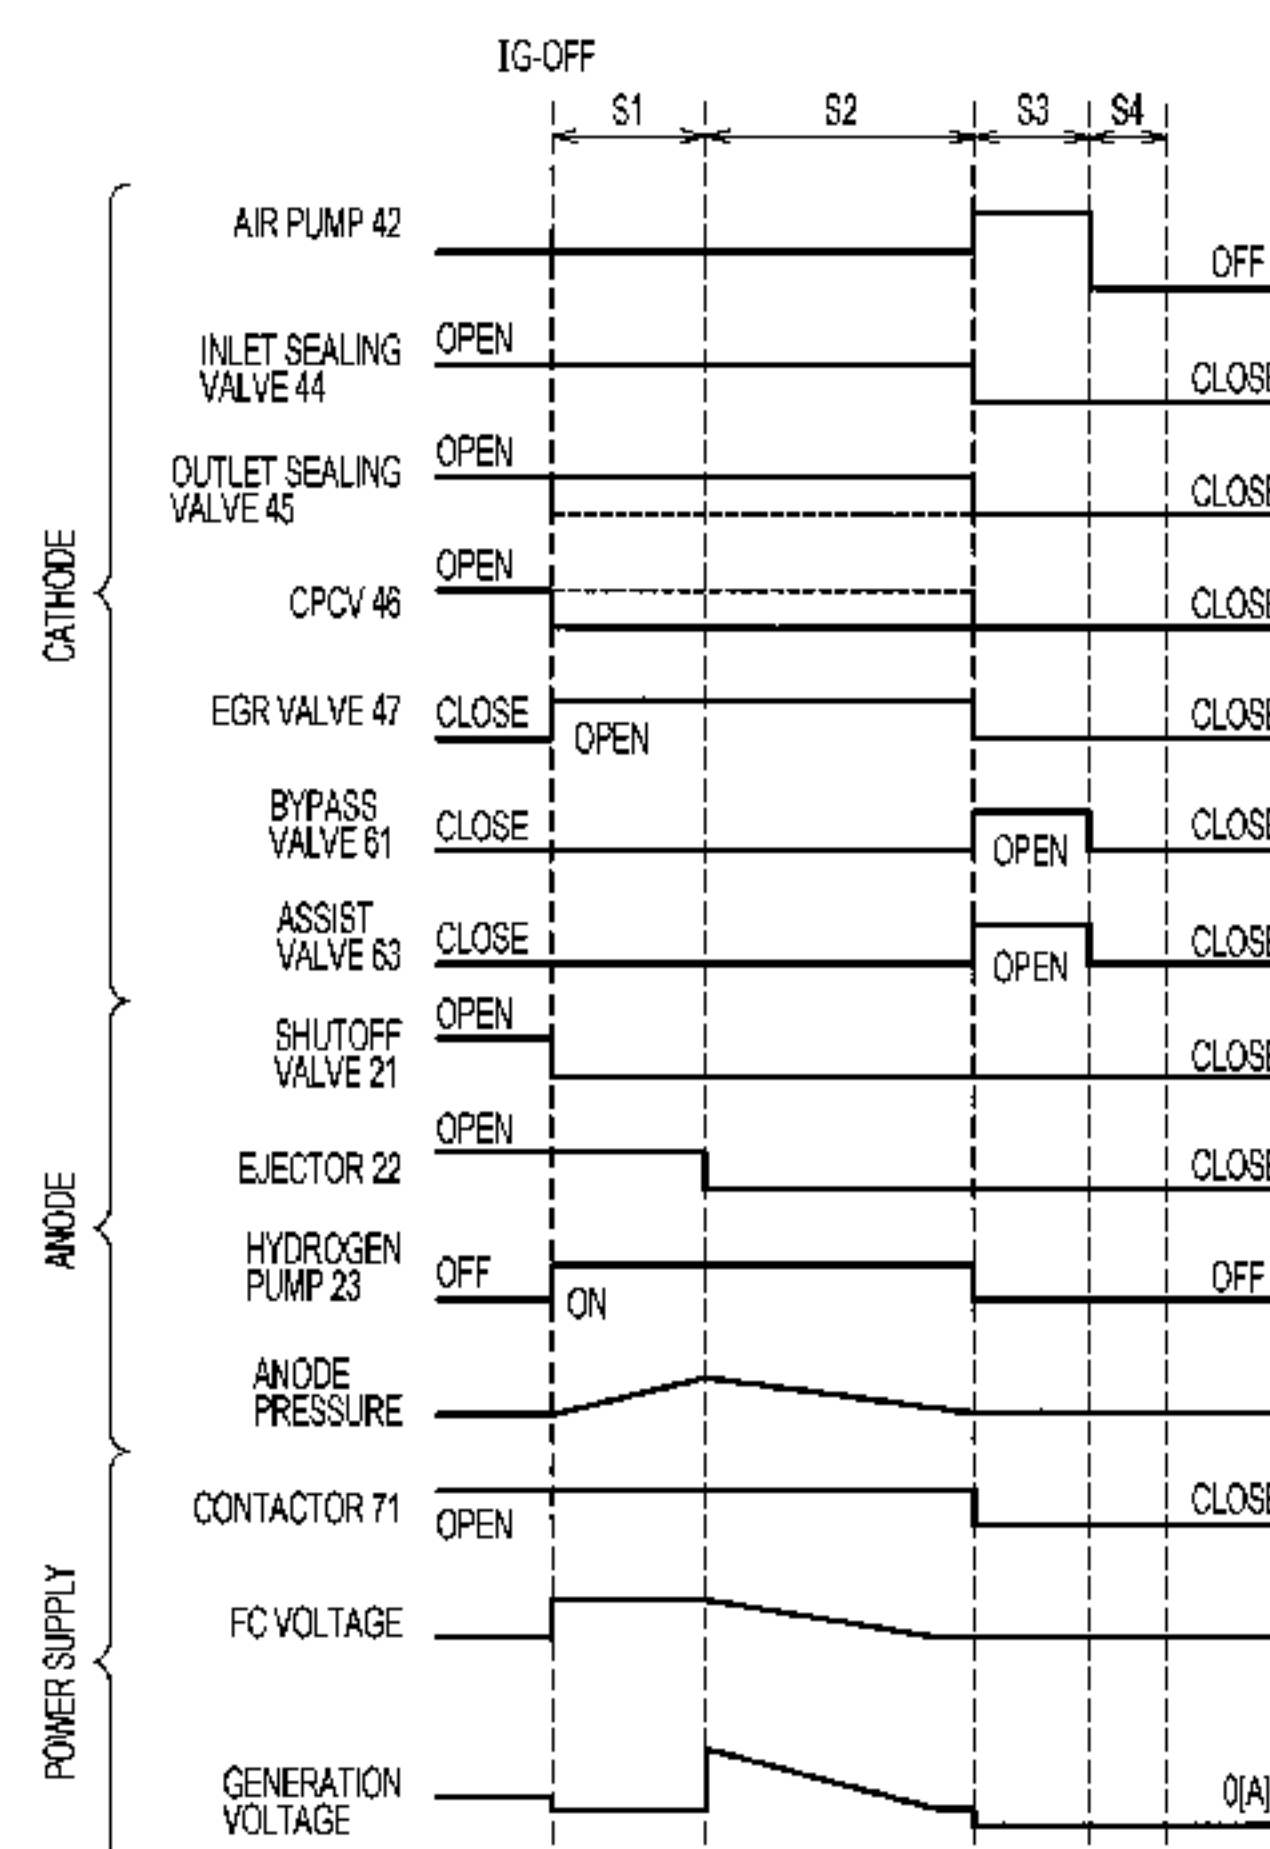 IG-OFF
S1 S2 S3 S4
CATHODE
AIR PUMP 42
OFF
INLET SEALING
VALVE 44
OPEN
CLOSE
OUTLET SEALING
VALVE 45
OPEN
CLOSE
CPCV 46
OPEN
CLOSE
EGR VALVE 47
CLOSE
OPEN
CLOSE
BYPASS
VALVE 61
CLOSE
OPEN
CLOSE
ASSIST
VALVE 63
CLOSE
OPEN
CLOSE
ANODE
SHUTOFF
VALVE 21
OPEN
CLOSE
EJECTOR 22
OPEN
CLOSE
HYDROGEN
PUMP 23
OFF
ON
OFF
ANODE
PRESSURE
POWER SUPPLY
CONTACTOR 71
OPEN
CLOSE
FC VOLTAGE
GENERATION
VOLTAGE
0[A]